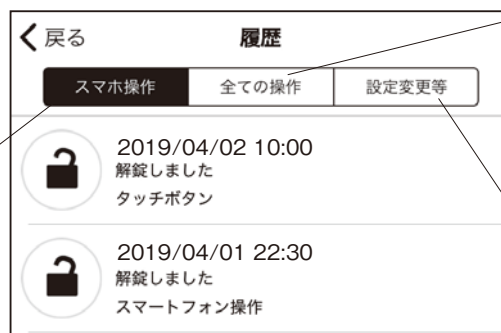 戻る 履歴
スマホ操作 全ての操作 設定変更等
2019/04/02 10:00
解錠しました
タッチボタン
2019/04/01 22:30
解錠しました
スマートフォン操作